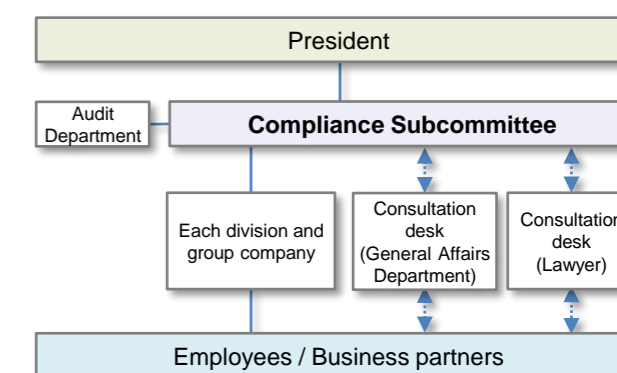 President
Audit
Department
Compliance Subcommittee
Each division and
group company
Consultation
desk
(General Affairs
Department)
Consultation
desk
(Lawyer)
Employees / Business partners